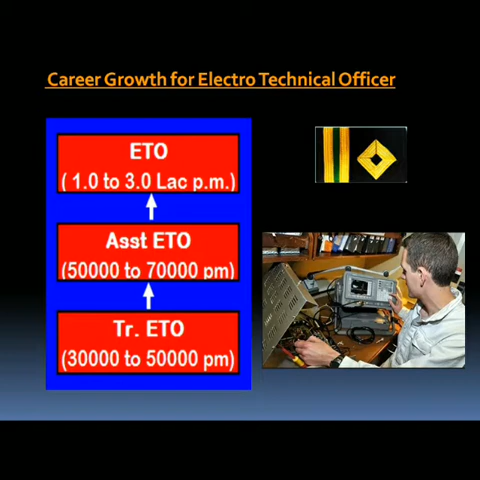 Career Growth for Electro Technical Officer
ETO
( 1.0 to 3.0 Lac p.m.)
Asst ETO
(50000 to 70000 pm)
Tr. ETO
(30000 to 50000 pm)